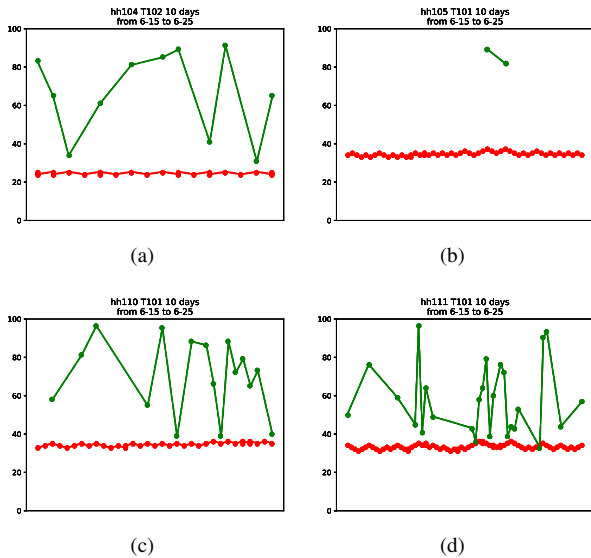 hh104 T102 10 days
from 6-15 to 6-25
100
80
60
40
20
0
(a)
hh105 T101 10 days
from 6-15 to 6-25
100
80
60
40
20
0
(b)
hh110 T101 10 days
from 6-15 to 6-25
100
80
60
40
20
0
(c)
hh111 T101 10 days
from 6-15 to 6-25
100
80
60
40
20
0
(d)